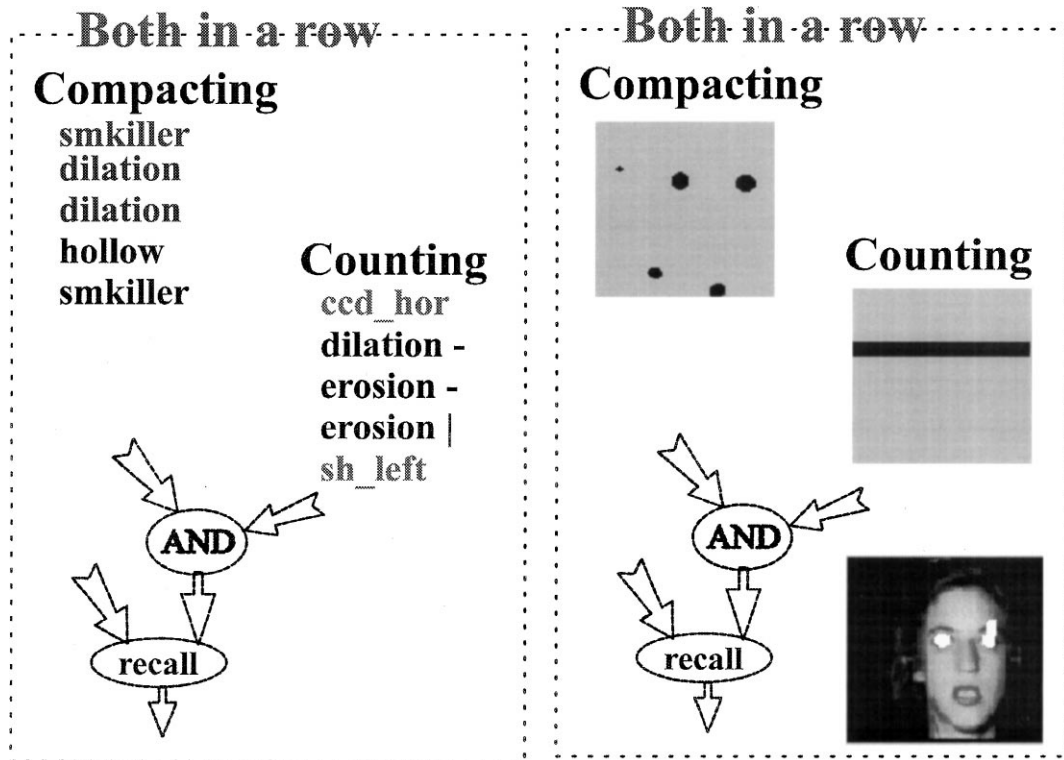 Both in a row
Compacting
smkiller
dilation
dilation
hollow
smkiller
Counting
ccd_hor
dilation -
erosion -
erosion |
sh_left
AND
recall
Both in a row
Compacting
Counting
AND
recall